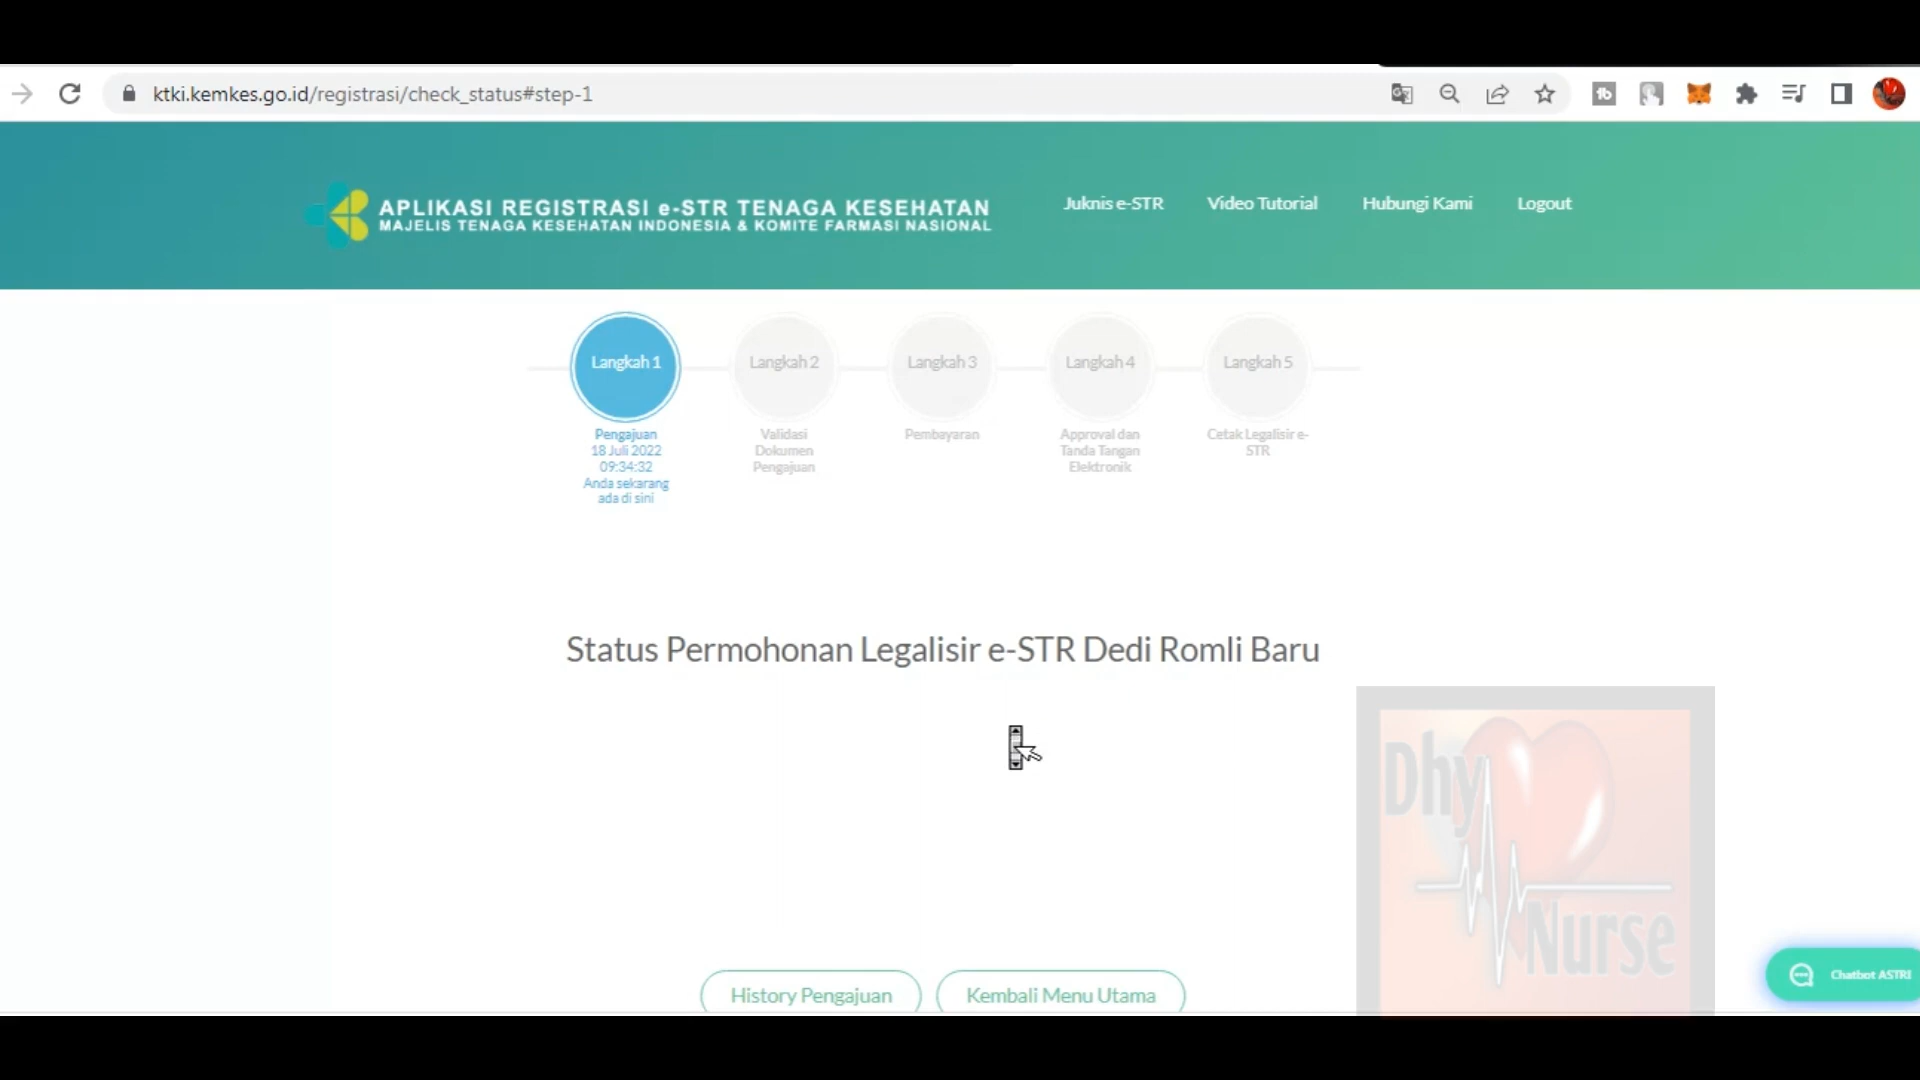 ktki.kemkes.go.id/registrasi/check_status#step-1
APLIKASI REGISTRASI e-STR TENAGA KESEHATAN
MAJELIS TENAGA KESEHATAN INDONESIA & KOMITE FARMASI NASIONAL
Juknis e-STR
Video Tutorial
Hubungi Kami
Logout
Langkah 1
Pengajuan
18 Juli 2022
09:34:32
Anda sekarang
ada di sini
Langkah 2
Validasi
Dokumen
Pengajuan
Langkah 3
Pembayaran
Langkah 4
Approval dan
Tanda Tangan
Elektronik
Langkah 5
Cetak Legalisir e-
STR
Status Permohonan Legalisir e-STR Dedi Romli Baru
Dhy
Nurse
History Pengajuan
Kembali Menu Utama
Chatbot ASTRI